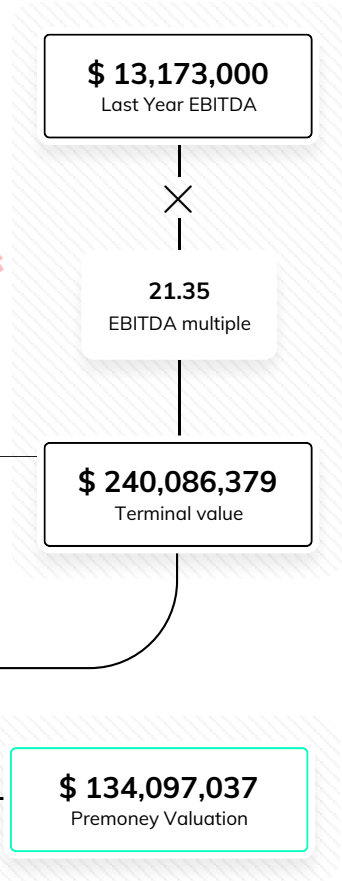 $ 13,173,000
Last Year EBITDA
21.35
EBITDA multiple
$ 240,086,379
Terminal value
$ 134,097,037
Premoney Valuation